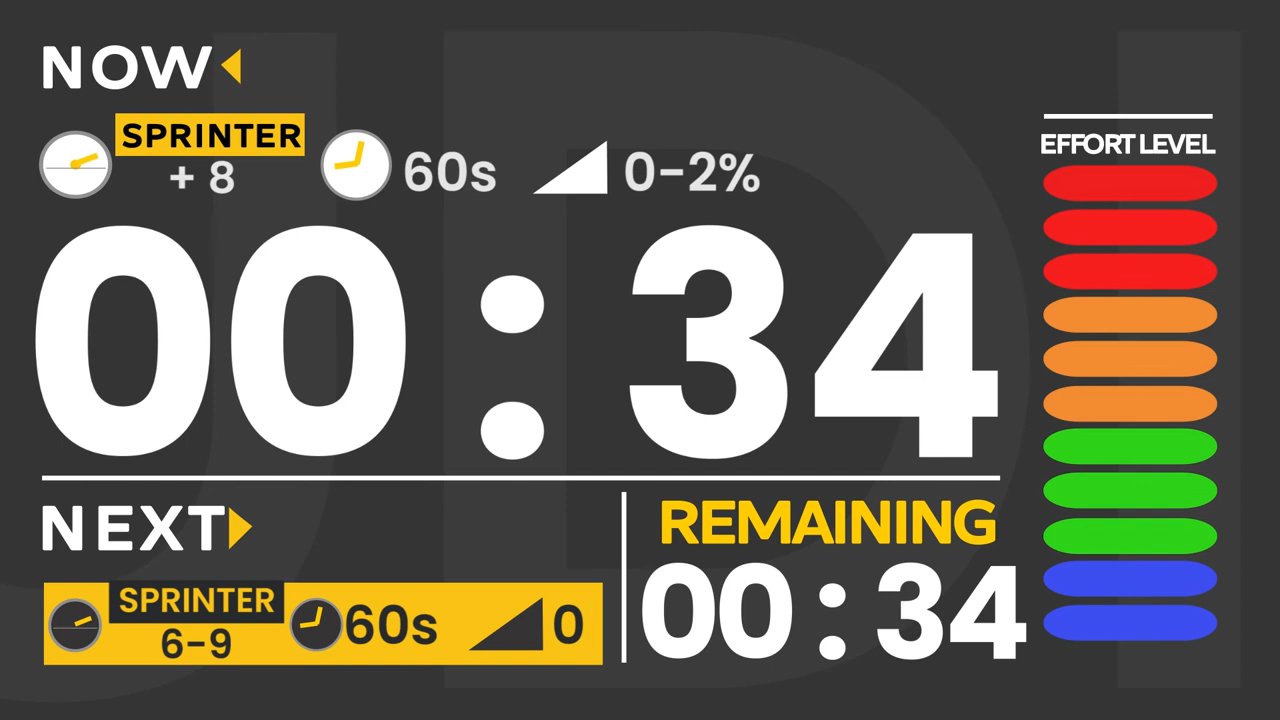 NOW
SPRINTER
+ 8
60s
0-2%
EFFORT LEVEL
00:34
NEXT
SPRINTER
6-9
60s
0
REMAINING
00:34